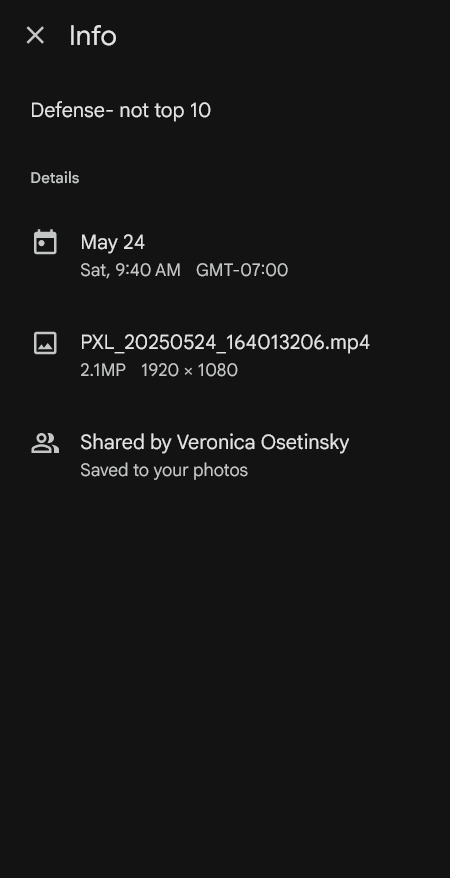 Info
Defense- not top 10
Details
May 24
Sat, 9:40 AM GMT-07:00
PXL_20250524_164013206.mp4
2.1MP 1920 × 1080
Shared by Veronica Osetinsky
Saved to your photos